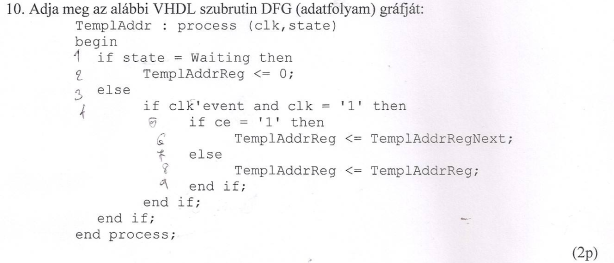 10. Adja meg az alábbi VHDL szubrutin DFG (adatfolyam) gráfját:
TemplAddr : process (clk,state)
begin
1 if state = Waiting then
2 TemplAddrReg <= 0;
3 else
4 if clk'event and clk = '1' then
5 if ce = '1' then
6 TemplAddrReg <= TemplAddrRegNext;
7 else
8 TemplAddrReg <= TemplAddrReg;
9 end if;
end if;
end if;
end process;
(2p)